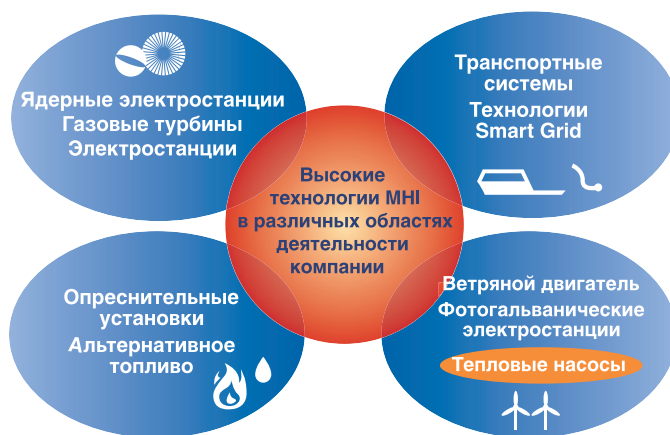 Ядерные электростанции
Газовые турбины
Электростанции
Транспортные
системы
Технологии
Smart Grid
Высокие
технологии MHI
в различных областях
деятельности
компании
Опреснительные
установки
Альтернативное
топливо
Ветряной двигатель
Фотогальванические
электростанции
Тепловые насосы